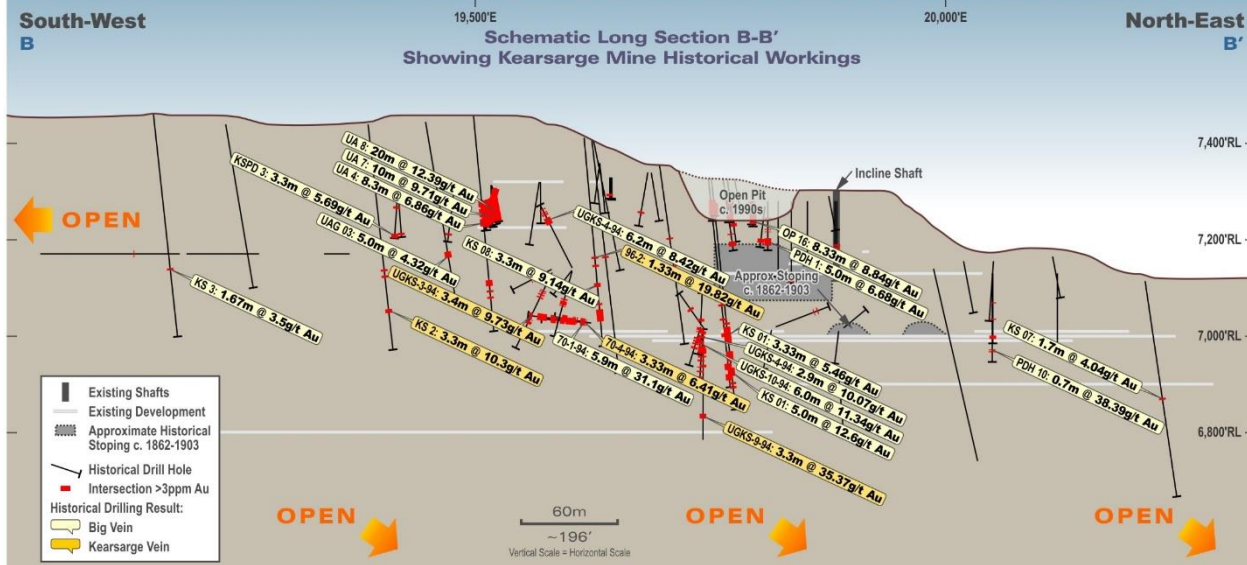 South-West
B
19,500'E
20,000'E
North-East
B'
Schematic Long Section B-B'
Showing Kearsarge Mine Historical Workings
7,400'RL
Incline Shaft
Open Pit
c. 1990s
UA 8: 20m @ 12.39g/t Au
UA 7: 10m @ 9.71g/t Au
UA 4: 8.3m @ 6.86g/t Au
KSPD 3: 3.3m @ 5.69g/t Au
OPEN
UAG 03: 5.0m @ 4.32g/t Au
UGKS-3-94: 3.4m @ 9.73g/t Au
KS 08: 3.3m @ 9.14g/t Au
UGKS-4-94: 6.2m @ 8.42g/t Au
96-2: 1.33m @ 19.82g/t Au
OP 16: 8.33m @ 8.84g/t Au
PDH 1: 5.0m @ 6.68g/t Au
7,200'RL
Approx Stoping
c. 1862-1903
KS 3: 1.67m @ 3.5g/t Au
KS 2: 3.3m @ 10.3g/t Au
70-1-94: 5.9m @ 31.1g/t Au
70-4-94: 3.33m @ 6.41g/t Au
KS 01: 3.33m @ 5.46g/t Au
UGKS-4-94: 2.9m @ 10.07g/t Au
UGKS-10-94: 6.0m @ 11.34g/t Au
KS 01: 5.0m @ 12.6g/t Au
UGKS-9-94: 3.3m @ 35.37g/t Au
KS 07: 1.7m @ 4.04g/t Au
PDH 10: 0.7m @ 38.39g/t Au
7,000'RL
6,800'RL
Existing Shafts
Existing Development
Approximate Historical
Stoping c. 1862-1903
Historical Drill Hole
Intersection >3ppm Au
Historical Drilling Result:
Big Vein
Kearsarge Vein
OPEN
60m
~196'
Vertical Scale = Horizontal Scale
OPEN
OPEN